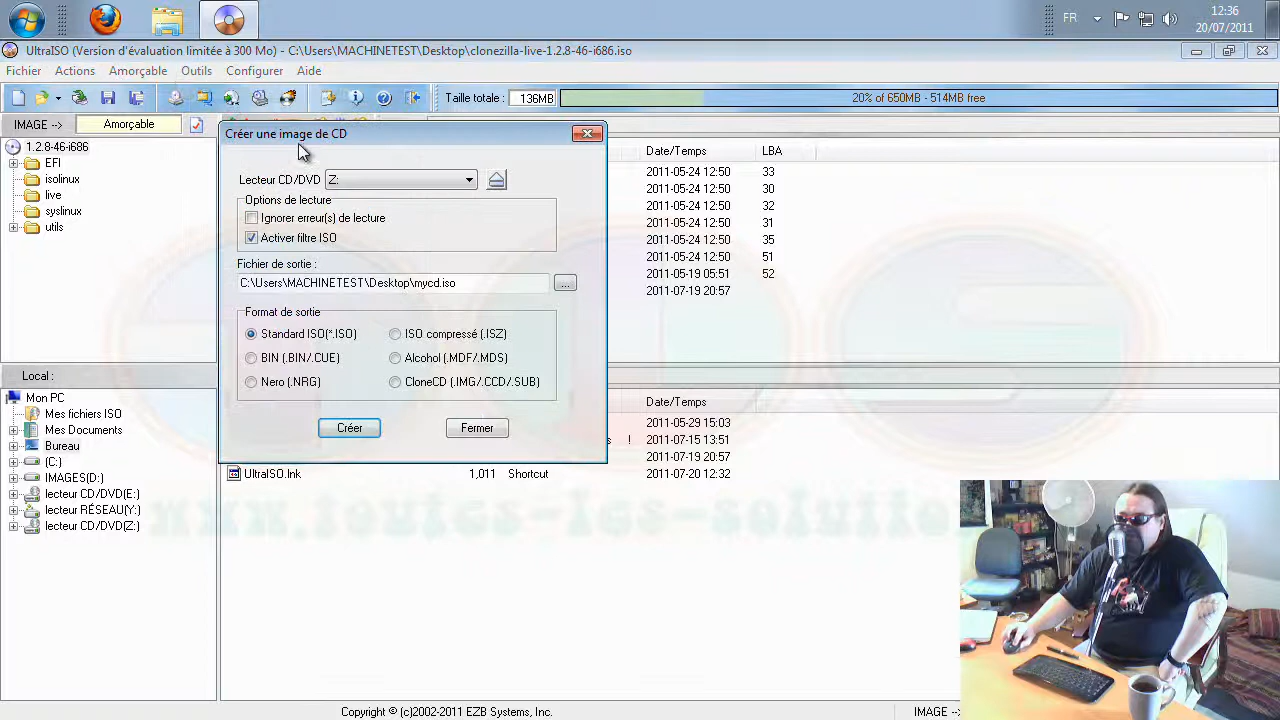 FR
12:36
20/07/2011
UltraISO (Version d'évaluation limitée à 300 Mo) - C:\Users\MACHINETEST\Desktop\clonezilla-live-1.2.8-46-i686.iso
Fichier Actions Amorçable Outils Configurer Aide
Taille totale : 136MB 20% of 650MB - 514MB free
IMAGE --> Amorçable
Créer une image de CD
1.2.8-46-i686
EFI
isolinux
live
syslinux
utils
Date/Temps LBA
2011-05-24 12:50 33
2011-05-24 12:50 30
2011-05-24 12:50 32
2011-05-24 12:50 31
2011-05-24 12:50 35
2011-05-24 12:50 51
2011-05-19 05:51 52
2011-07-19 20:57
Lecteur CD/DVD Z:
Options de lecture
Ignorer erreur(s) de lecture
Activer filtre ISO
Fichier de sortie :
C:\Users\MACHINETEST\Desktop\mycd.iso ...
Format de sortie
Standard ISO(*.ISO) ISO compressé (.ISZ)
BIN (.BIN/.CUE) Alcohol (.MDF/.MDS)
Nero (.NRG) CloneCD (.IMG/.CCD/.SUB)
Créer Fermer
Local :
Mon PC
Mes fichiers ISO
Mes Documents
Bureau
(C:)
IMAGES(D:)
lecteur CD/DVD(E:)
lecteur RÉSEAU(Y:)
lecteur CD/DVD(Z:)
Date/Temps
2011-05-29 15:03
2011-07-15 13:51
2011-07-19 20:57
UltraISO.lnk 1,011 Shortcut 2011-07-20 12:32
Copyright © (c)2002-2011 EZB Systems, Inc. IMAGE -->